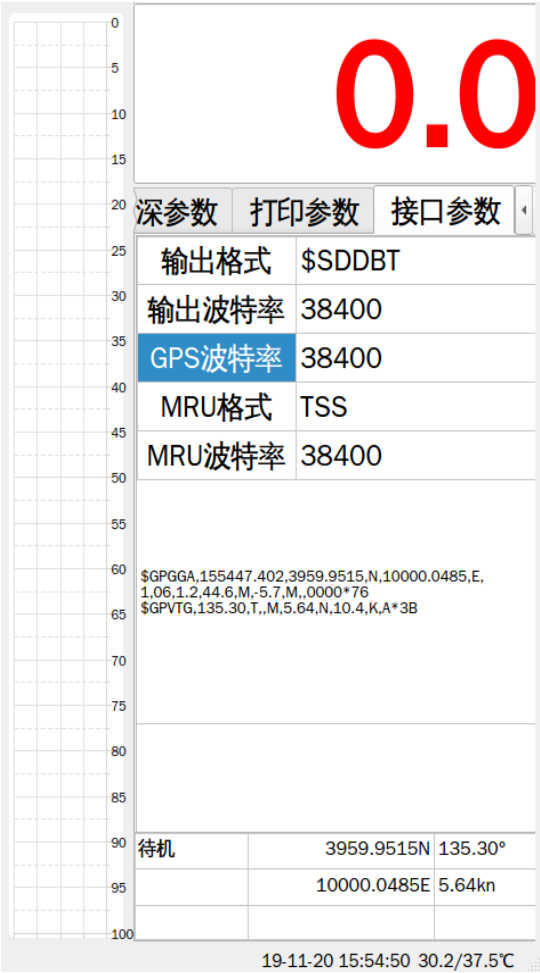 0
5
10
15
20
25
30
35
40
45
50
55
60
65
70
75
80
85
90
95
100
0.0
深参数 打印参数 接口参数
输出格式 $SDDBT
输出波特率 38400
GPS波特率 38400
MRU格式 TSS
MRU波特率 38400
$GPGGA,155447.402,3959.9515,N,10000.0485,E,
1,06,1.2,44.6,M,-5.7,M,,0000*76
$GPVTG,135.30,T,,M,5.64,N,10.4,K,A*3B
待机 3959.9515N 135.30°
10000.0485E 5.64kn
19-11-20 15:54:50 30.2/37.5℃